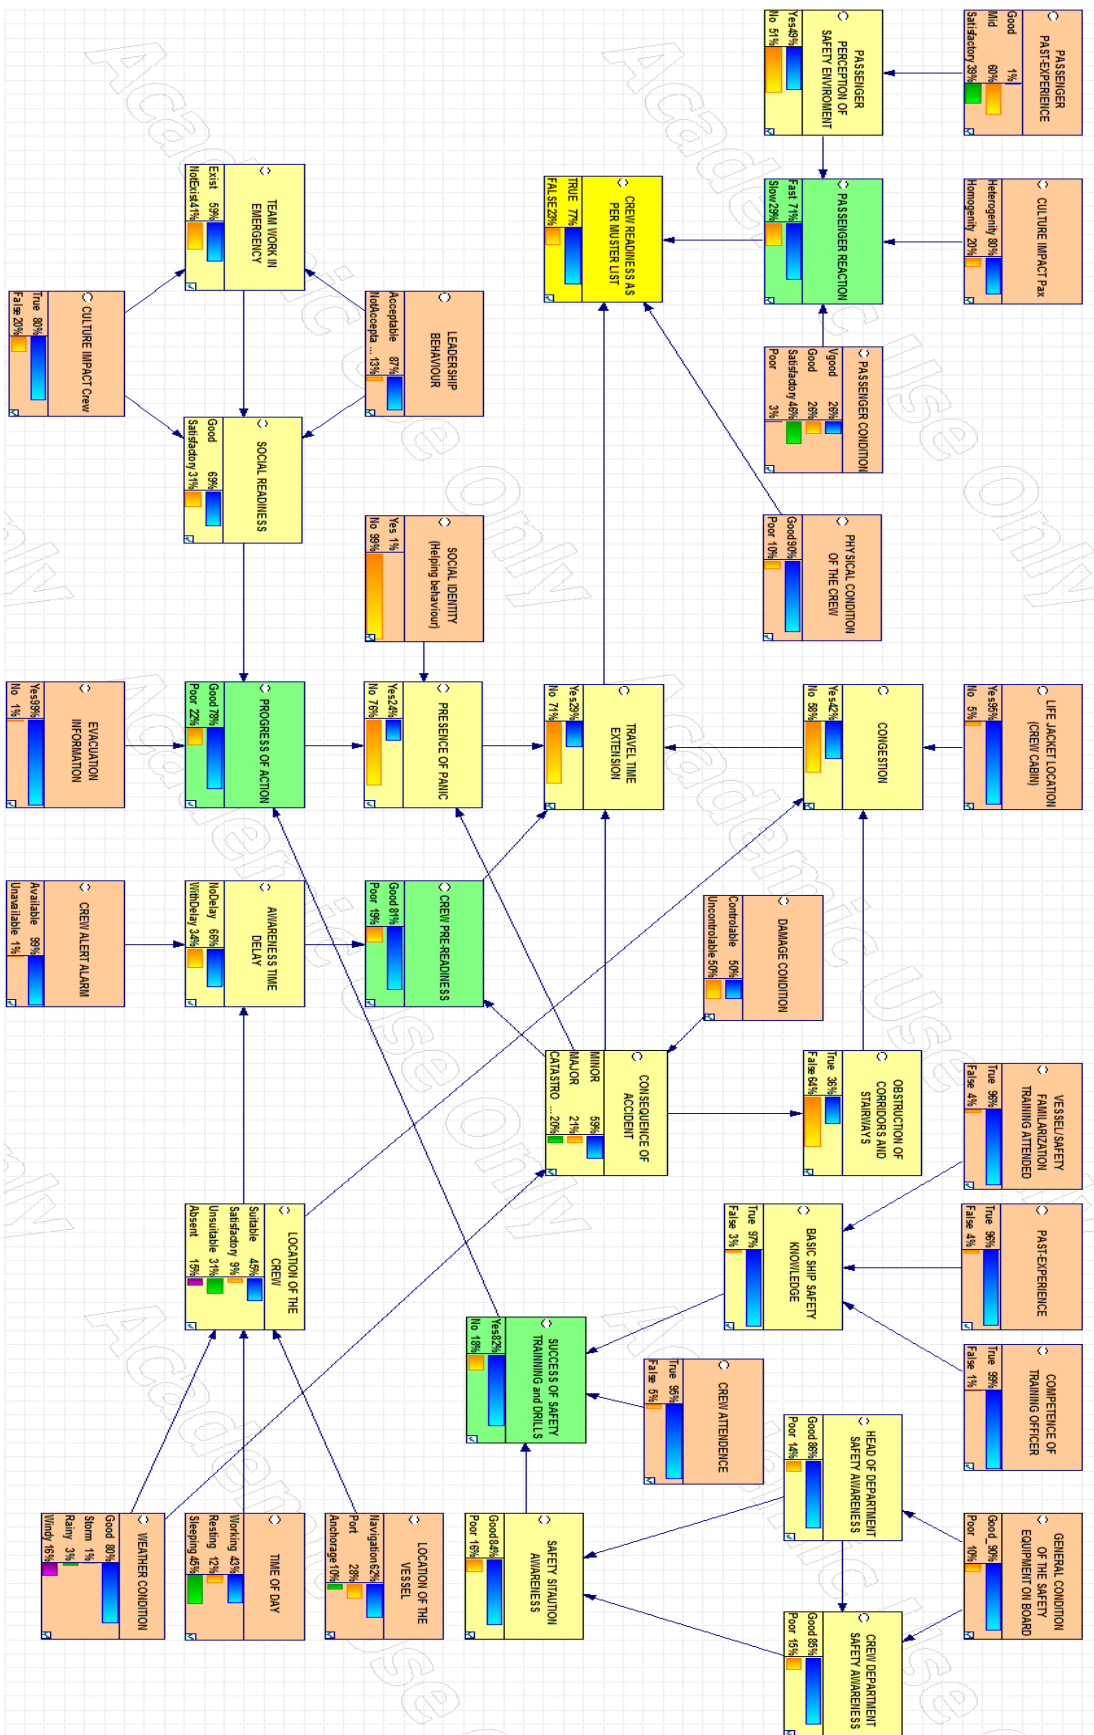 PASSENGER
PAST-EXPERIENCE
Good 1%
Mid 60%
Satisfactory 39%
CULTURE IMPACT Pax
Heterogenity 80%
Homogenity 20%
LIFE JACKET LOCATION
(CREW CABIN)
Yes 95%
No 5%
VESSEL/SAFETY
FAMILARIZATION
TRAINING ATTENDED
True 96%
False 4%
PAST-EXPERIENCE
True 96%
False 4%
COMPETENCE OF
TRAINING OFFICER
True 99%
False 1%
GENERAL CONDITION
OF THE SAFETY
EQUIPMENT ON BOARD
Good_90%
Poor 10%
PASSENGER
PERCEPTION OF
SAFETY ENVIROMENT
Yes 49%
No 51%
PASSENGER REACTION
Fast 71%
Slow 29%
PASSENGER CONDITION
Vgood 26%
Good 26%
Satisfactory 46%
Poor 3%
PHYSICAL CONDITION
OF THE CREW
Good 90%
Poor 10%
CONGESTION
Yes 42%
No 58%
DAMAGE CONDITION
Controlable 50%
Uncontrolable 50%
OBSTRUCTION OF
CORRIDORS AND
STAIRWAYS
True 36%
False 64%
BASIC SHIP SAFETY
KNOWLEDGE
True 97%
False 3%
HEAD OF DEPARTMENT
SAFETY AWARENESS
Good 86%
Poor 14%
CREW DEPARTMENT
SAFETY AWARENESS
Good 85%
Poor 15%
CREW READINESS AS
PER MUSTER LIST
TRUE 77%
FALSE 23%
TRAVEL TIME
EXTENSION
Yes 29%
No 71%
CONSEQUENCE OF
ACCIDENT
MINOR 59%
MAJOR 21%
CATASTRO ... 20%
CREW ATTENDENCE
True 95%
False 5%
SUCCESS OF SAFETY
TRAINNING and DRILLS
Yes 82%
No 18%
SAFETY SITAUTION
AWARENESS
Good 84%
Poor 16%
LEADERSHIP
BEHAVIOUR
Acceptable 87%
NotAccepta ... 13%
SOCIAL IDENTITY
(Helping behaviour)
Yes 1%
No 99%
PRESENCE OF PANIC
Yes 24%
No 76%
CREW PRE-READINESS
Good 81%
Poor 19%
LOCATION OF THE
VESSEL
Navigation 62%
Port 28%
Anchorage 10%
TEAM WORK IN
EMERGENCY
Exist 59%
NotExist 41%
SOCIAL READINESS
Good 69%
Satisfactory 31%
PROGRESS OF ACTION
Good 78%
Poor 22%
AWARENESS TIME
DELAY
NoDelay 66%
WithDelay 34%
LOCATION OF THE
CREW
Suitable 45%
Satisfactory 9%
Unsuitable 31%
Absent 15%
TIME OF DAY
Working 43%
Resting 12%
Sleeping 45%
CULTURE IMPACT Crew
True 80%
False 20%
EVACUATION
INFORMATION
Yes 99%
No 1%
CREW ALERT ALARM
Available 99%
Unavailable 1%
WEATHER CONDITION
Good 80%
Storm 1%
Rainy 3%
Windy 16%
Academic Use Only
Academic Use Only